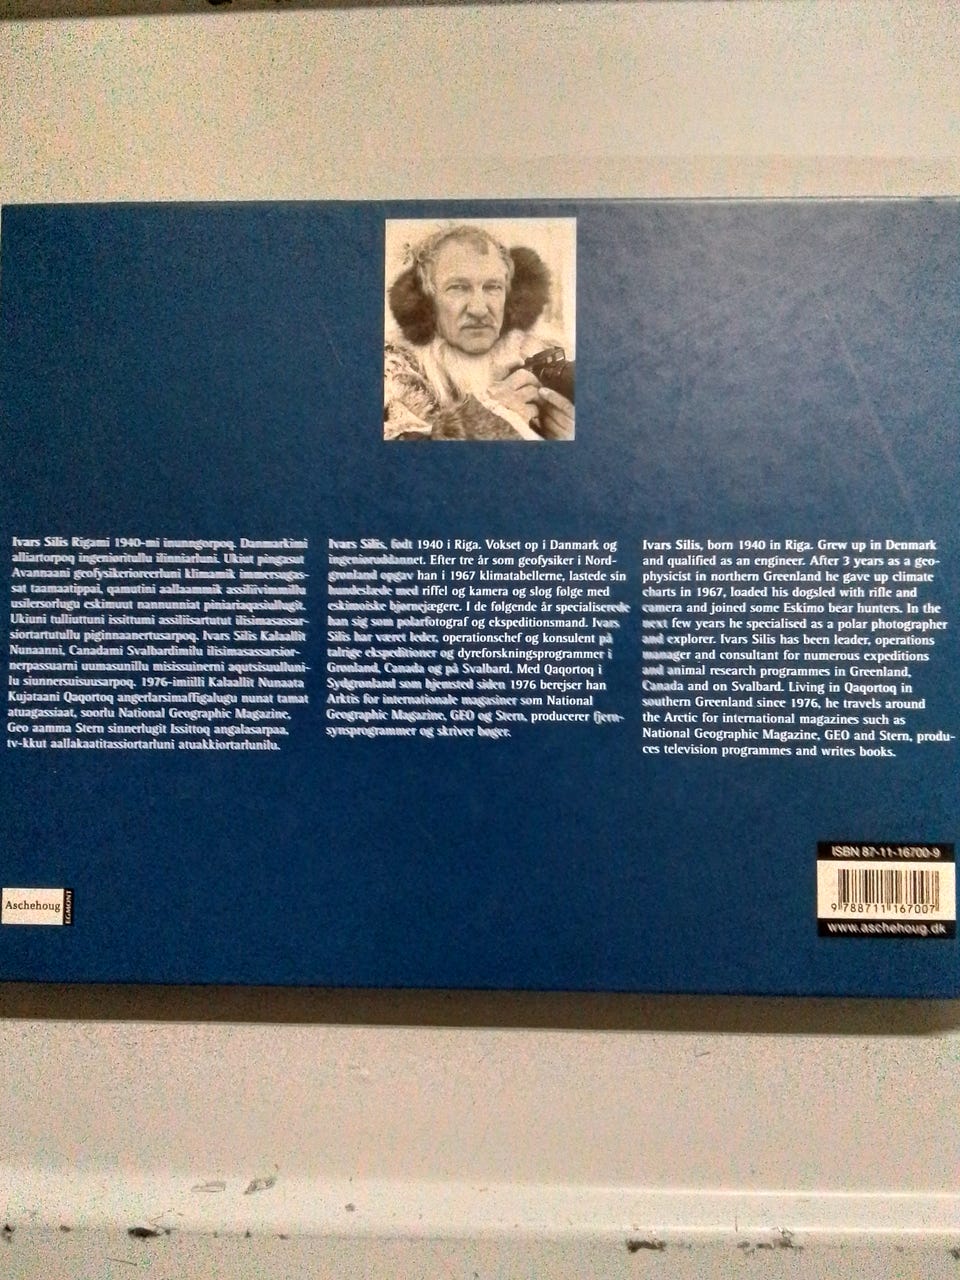 Ivars Silis Rigami 1940-mi inunngorpoq. Danmarkimi
alliartorpoq ingeniøritullu ilinniarluni. Ukiut pingasut
Avannaani geofysikeriorcerluni klimamik immersugas-
sat taamaatippai, qamutini aallaammik assiliivimmillu
usilersorlugu eskimuut nannunniat piniariaqasiullugit.
Ukiuni tulliuttuni issittumi assiliisartutut ilisimasassar-
siortartutullu piginnaanertusarpoq. Ivars Silis Kalaallit
Nunaanni, Canadami Svalbardimilu ilisimasassarsior-
nerpassuarni uumasunillu misissuinerni aqutsisuulluni-
lu siunnersuisuusarpoq. 1976-imiilli Kalaallit Nunaata
Kujataani Qaqortoq angerlarsimaffigalugu nunat tamat
atuagassiaat, soorlu National Geographic Magazine,
Geo aamma Stern sinnerlugit Issittoq angalasarpaa,
tv-kkut aallakaatitassiortarluni atuakkiortarlunilu.
Ivars Silis, født 1940 i Riga. Vokset op i Danmark og
ingeniøruddannet. Efter tre år som geofysiker i Nord-
grønland opgav han i 1967 klimatabellerne, lastede sin
hundeslæde med riffel og kamera og slog følge med
eskimoiske bjørnejægere. I de følgende år specialiserede
han sig som polarfotograf og ekspeditionsmand. Ivars
Silis har været leder, operationschef og konsulent på
talrige ekspeditioner og dyreforskningsprogrammer i
Grønland, Canada og på Svalbard. Med Qaqortoq i
Sydgrønland som hjemsted siden 1976 berejser han
Arktis for internationale magasiner som National
Geographic Magazine, GEO og Stern, producerer fjern-
synsprogrammer og skriver bøger.
Ivars Silis, born 1940 in Riga. Grew up in Denmark
and qualified as an engineer. After 3 years as a geo-
physicist in northern Greenland he gave up climate
charts in 1967, loaded his dogsled with rifle and
camera and joined some Eskimo bear hunters. In the
next few years he specialised as a polar photographer
and explorer. Ivars Silis has been leader, operations
manager and consultant for numerous expeditions
and animal research programmes in Greenland,
Canada and on Svalbard. Living in Qaqortoq in
southern Greenland since 1976, he travels around
the Arctic for international magazines such as
National Geographic Magazine, GEO and Stern, produ-
ces television programmes and writes books.
Aschehoug
EGMONT
ISBN 87-11-16700-9
9 788711 167007
www.aschehoug.dk